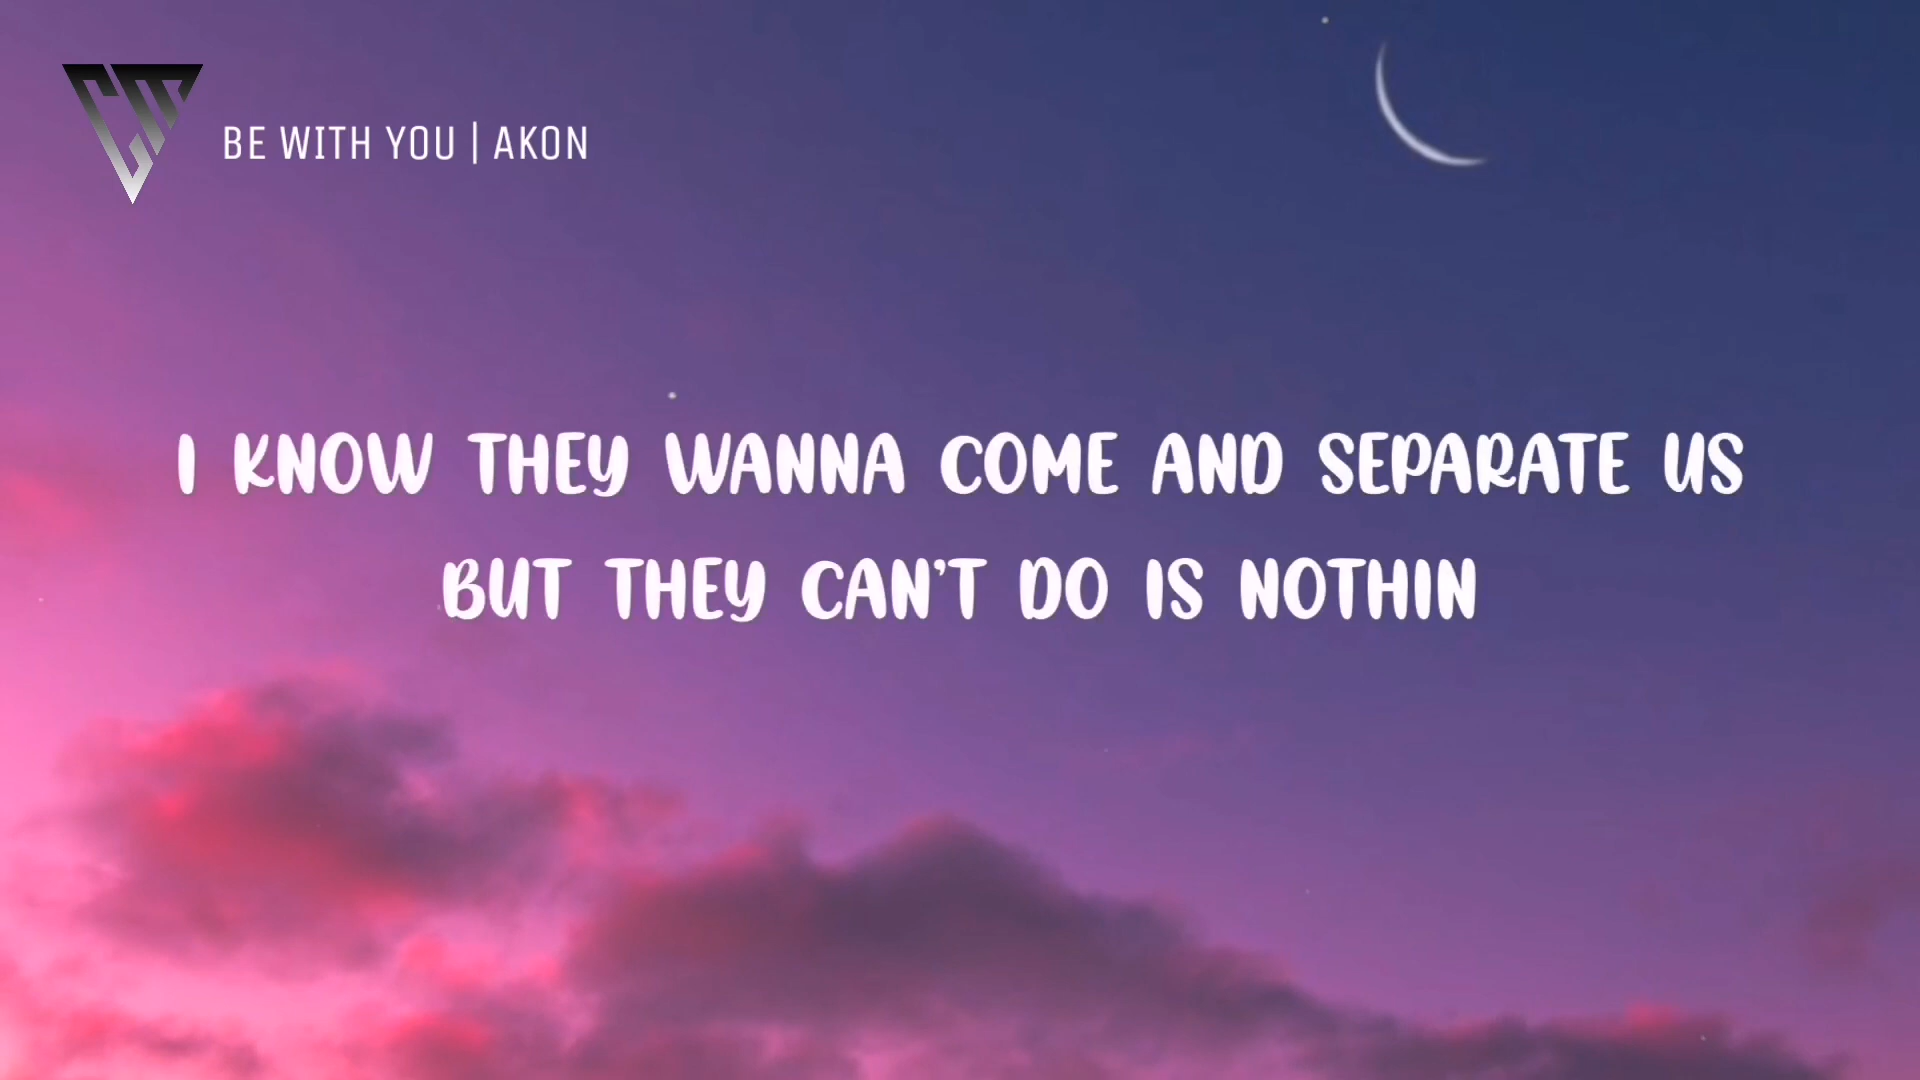 BE WITH YOU | AKON
I KNOW THEY WANNA COME AND SEPARATE US
BUT THEY CAN'T DO IS NOTHIN